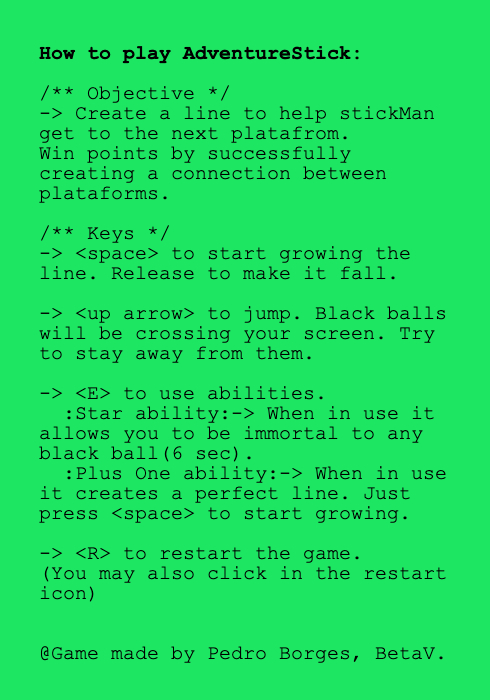 How to play AdventureStick:
/** Objective */
-> Create a line to help stickMan
get to the next platafrom.
Win points by successfully
creating a connection between
plataforms.
/** Keys */
-> <space> to start growing the
line. Release to make it fall.
-> <up arrow> to jump. Black balls
will be crossing your screen. Try
to stay away from them.
-> <E> to use abilities.
:Star ability:-> When in use it
allows you to be immortal to any
black ball(6 sec).
:Plus One ability:-> When in use
it creates a perfect line. Just
press <space> to start growing.
-> <R> to restart the game.
(You may also click in the restart
icon)
@Game made by Pedro Borges, BetaV.